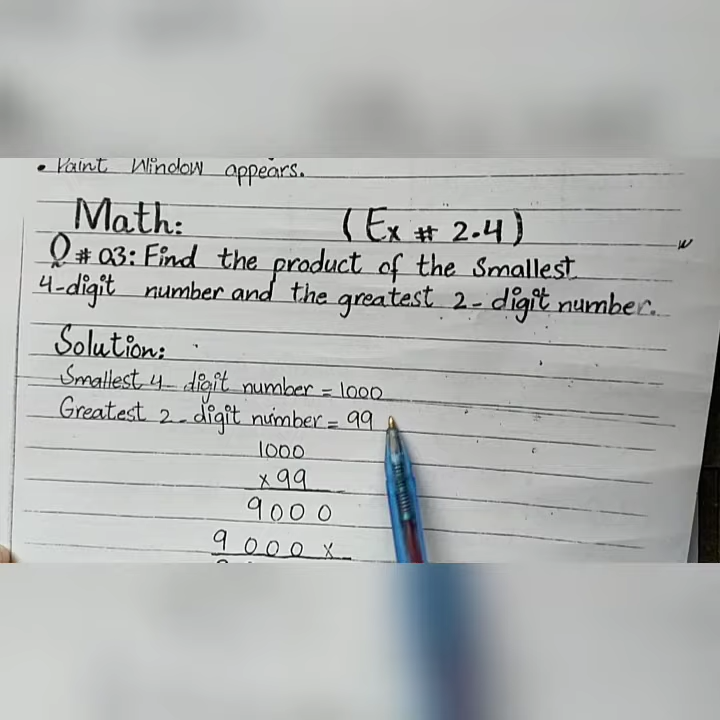 • Paint Window appears.
Math: (Ex # 2.4)
Q # 03: Find the product of the Smallest
4-digit number and the greatest 2-digit number.
Solution:
Smallest 4-digit number = 1000
Greatest 2-digit number = 99
1000
x 99
9000
9000 x